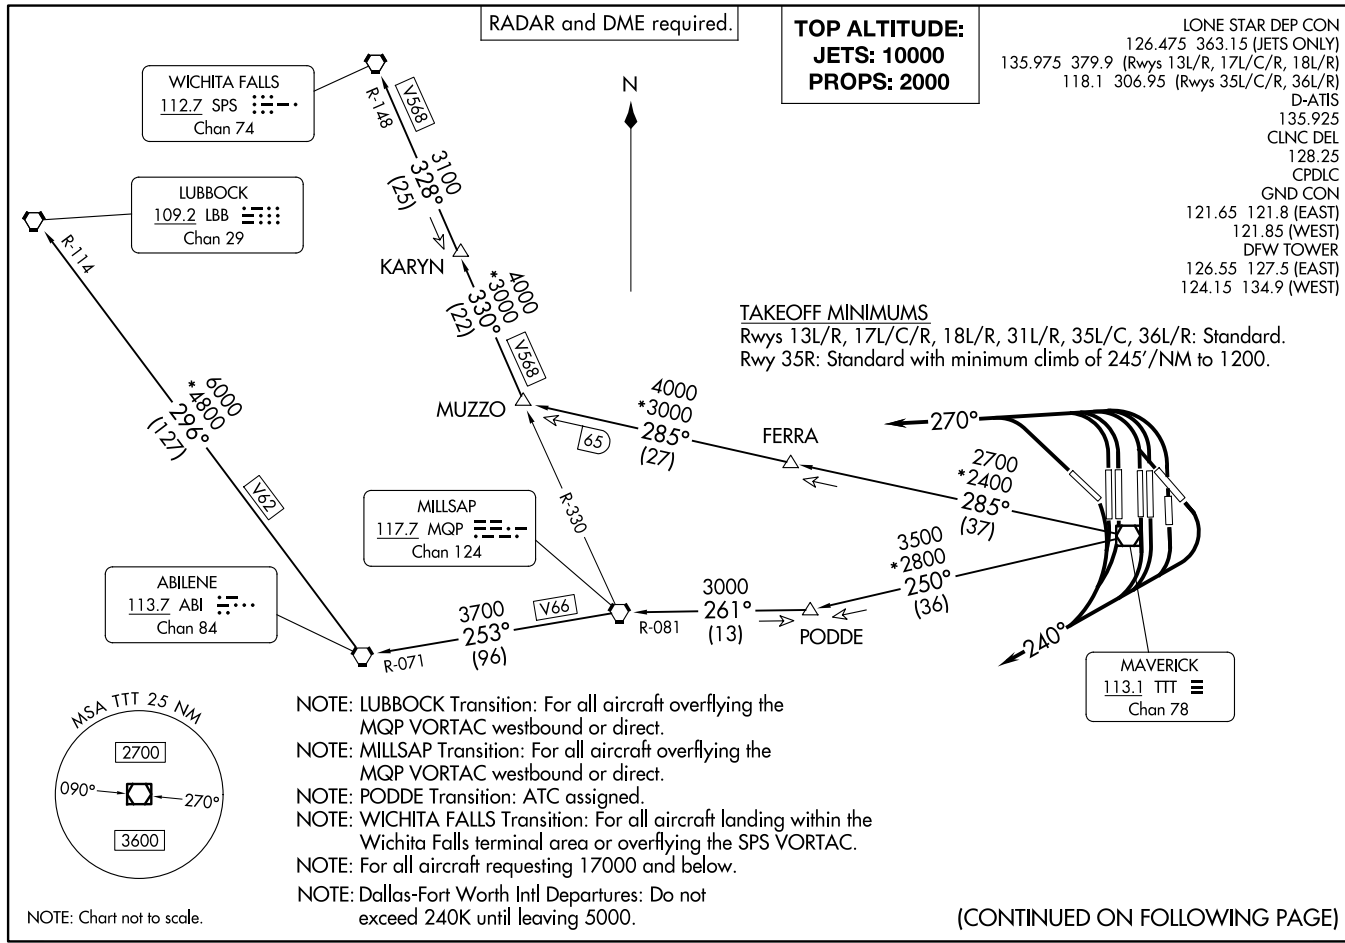 RADAR and DME required.
TOP ALTITUDE:
JETS: 10000
PROPS: 2000
LONE STAR DEP CON
126.475 363.15 (JETS ONLY)
135.975 379.9 (Rwys 13L/R, 17L/C/R, 18L/R)
118.1 306.95 (Rwys 35L/C/R, 36L/R)
D-ATIS
135.925
CLNC DEL
128.25
CPDLC
GND CON
121.65 121.8 (EAST)
121.85 (WEST)
DFW TOWER
126.55 127.5 (EAST)
124.15 134.9 (WEST)
WICHITA FALLS
112.7 SPS
Chan 74
R-148
V568
N
3100
328°
(25)
LUBBOCK
109.2 LBB
Chan 29
R-114
KARYN
4000
*3000
330°
(22)
V568
TAKEOFF MINIMUMS
Rwys 13L/R, 17L/C/R, 18L/R, 31L/R, 35L/C, 36L/R: Standard.
Rwy 35R: Standard with minimum climb of 245'/NM to 1200.
6000
*4800
296°
(127)
V62
MUZZO
65
4000
*3000
285°
(27)
FERRA
270°
2700
*2400
285°
(37)
MILLSAP
117.7 MQP
Chan 124
R-330
3500
*2800
250°
(36)
ABILENE
113.7 ABI
Chan 84
R-071
3700
253°
(96)
V66
R-081
3000
261°
(13)
PODDE
240°
MAVERICK
113.1 TTT
Chan 78
MSA TTT 25 NM
2700
090°
270°
3600
NOTE: LUBBOCK Transition: For all aircraft overflying the
MQP VORTAC westbound or direct.
NOTE: MILLSAP Transition: For all aircraft overflying the
MQP VORTAC westbound or direct.
NOTE: PODDE Transition: ATC assigned.
NOTE: WICHITA FALLS Transition: For all aircraft landing within the
Wichita Falls terminal area or overflying the SPS VORTAC.
NOTE: For all aircraft requesting 17000 and below.
NOTE: Dallas-Fort Worth Intl Departures: Do not
exceed 240K until leaving 5000.
NOTE: Chart not to scale.
(CONTINUED ON FOLLOWING PAGE)